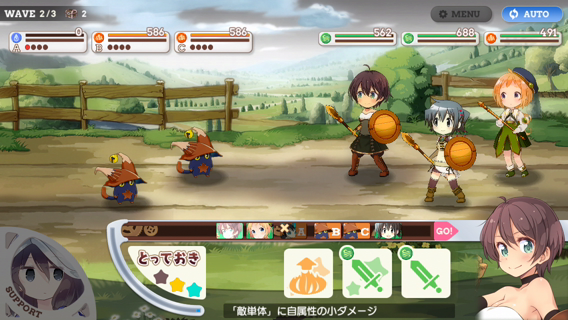 WAVE 2/3 2
MENU
AUTO
A 0
B 586
C 586
562
688
491
A B C GO!
とっておき
SUPPORT
「敵単体」に自属性の小ダメージ